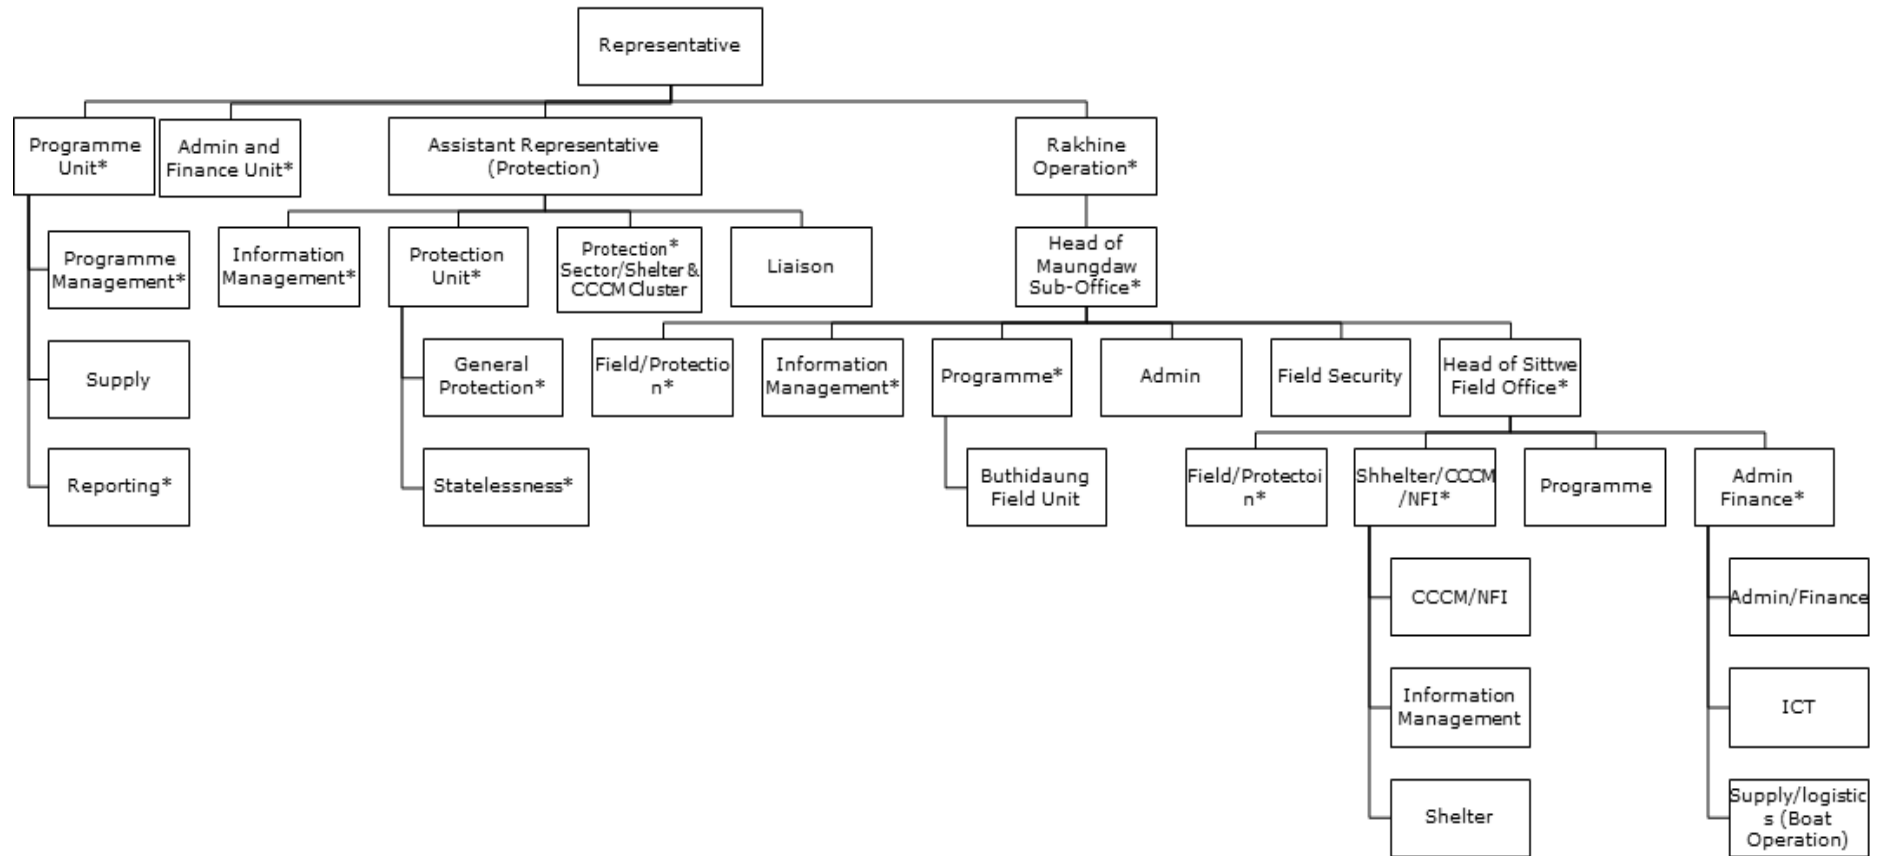 Representative
Programme
Unit*
Admin and
Finance Unit*
Assistant Representative
(Protection)
Rakhine
Operation*
Programme
Management*
Information
Management*
Protection
Unit*
Protection*
Sector/Shelter &
CCCM Cluster
Liaison
Head of
Maungdaw
Sub-Office*
Supply
General
Protection*
Field/Protectio
n*
Information
Management*
Programme*
Admin
Field Security
Head of Sittwe
Field Office*
Reporting*
Statelessness*
Buthidaung
Field Unit
Field/Protectoi
n*
Shhelter/CCCM
/NFI*
Programme
Admin
Finance*
CCCM/NFI
Admin/Finance
Information
Management
ICT
Shelter
Supply/logistic
s (Boat
Operation)